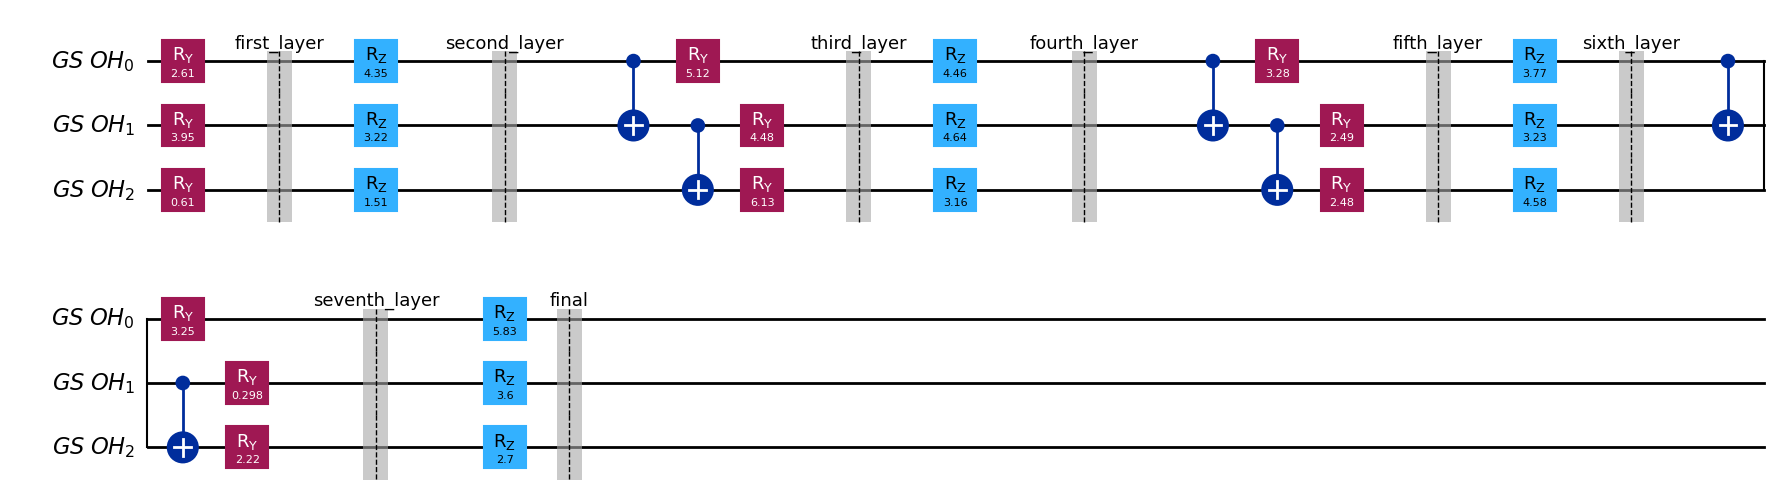 first_layer second_layer third_layer fourth_layer fifth_layer sixth_layer
GS OH0 RY 2.61 RZ 4.35 RY 5.12 RZ 4.46 RY 3.28 RZ 3.77
GS OH1 RY 3.95 RZ 3.22 RY 4.48 RZ 4.64 RY 2.49 RZ 3.23
GS OH2 RY 0.61 RZ 1.51 RY 6.13 RZ 3.16 RY 2.48 RZ 4.58
seventh_layer final
GS OH0 RY 3.25 RZ 5.83
GS OH1 RY 0.298 RZ 3.6
GS OH2 RY 2.22 RZ 2.7